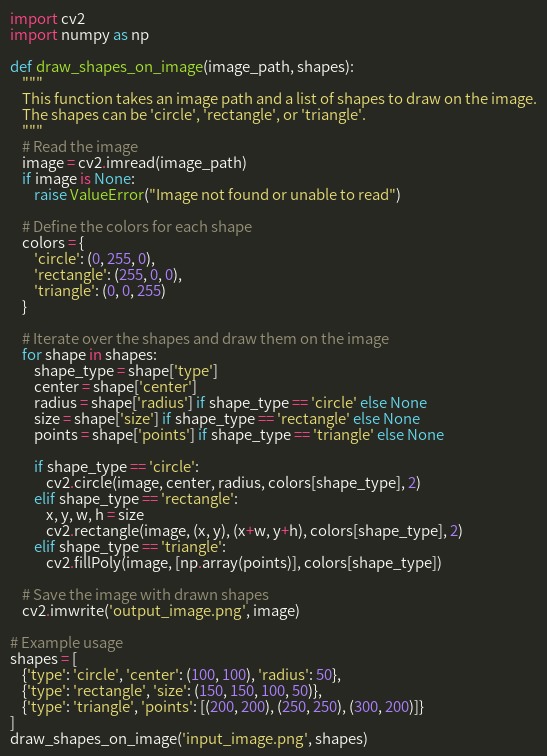 import cv2
import numpy as np

def draw_shapes_on_image(image_path, shapes):
    """
    This function takes an image path and a list of shapes to draw on the image.
    The shapes can be 'circle', 'rectangle', or 'triangle'.
    """
    # Read the image
    image = cv2.imread(image_path)
    if image is None:
        raise ValueError("Image not found or unable to read")

    # Define the colors for each shape
    colors = {
        'circle': (0, 255, 0),
        'rectangle': (255, 0, 0),
        'triangle': (0, 0, 255)
    }

    # Iterate over the shapes and draw them on the image
    for shape in shapes:
        shape_type = shape['type']
        center = shape['center']
        radius = shape['radius'] if shape_type == 'circle' else None
        size = shape['size'] if shape_type == 'rectangle' else None
        points = shape['points'] if shape_type == 'triangle' else None

        if shape_type == 'circle':
            cv2.circle(image, center, radius, colors[shape_type], 2)
        elif shape_type == 'rectangle':
            x, y, w, h = size
            cv2.rectangle(image, (x, y), (x+w, y+h), colors[shape_type], 2)
        elif shape_type == 'triangle':
            cv2.fillPoly(image, [np.array(points)], colors[shape_type])

    # Save the image with drawn shapes
    cv2.imwrite('output_image.png', image)

# Example usage
shapes = [
    {'type': 'circle', 'center': (100, 100), 'radius': 50},
    {'type': 'rectangle', 'size': (150, 150, 100, 50)},
    {'type': 'triangle', 'points': [(200, 200), (250, 250), (300, 200)]}
]
draw_shapes_on_image('input_image.png', shapes)